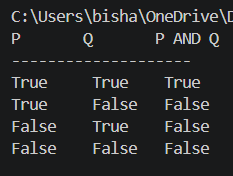 C:\Users\bisha\OneDrive\D
P Q P AND Q
--------------------
True True True
True False False
False True False
False False False